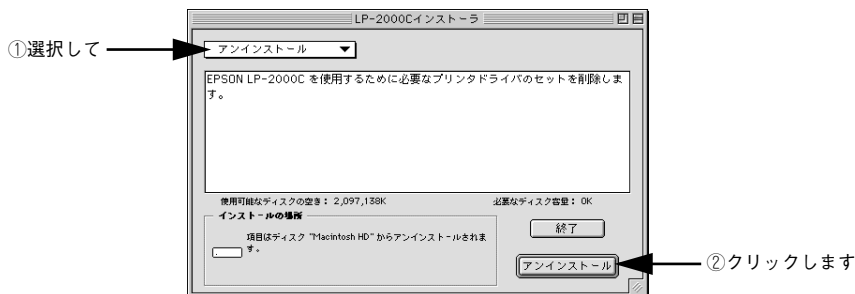 LP-2000Cインストーラ
①選択して
アンインストール
EPSON LP-2000C を使用するために必要なプリンタドライバのセットを削除しま
す。
使用可能なディスクの空き： 2,097,138K 必要なディスク容量： 0K
インストールの場所
項目はディスク "Macintosh HD" からアンインストールされま
す。
終了
アンインストール
②クリックします